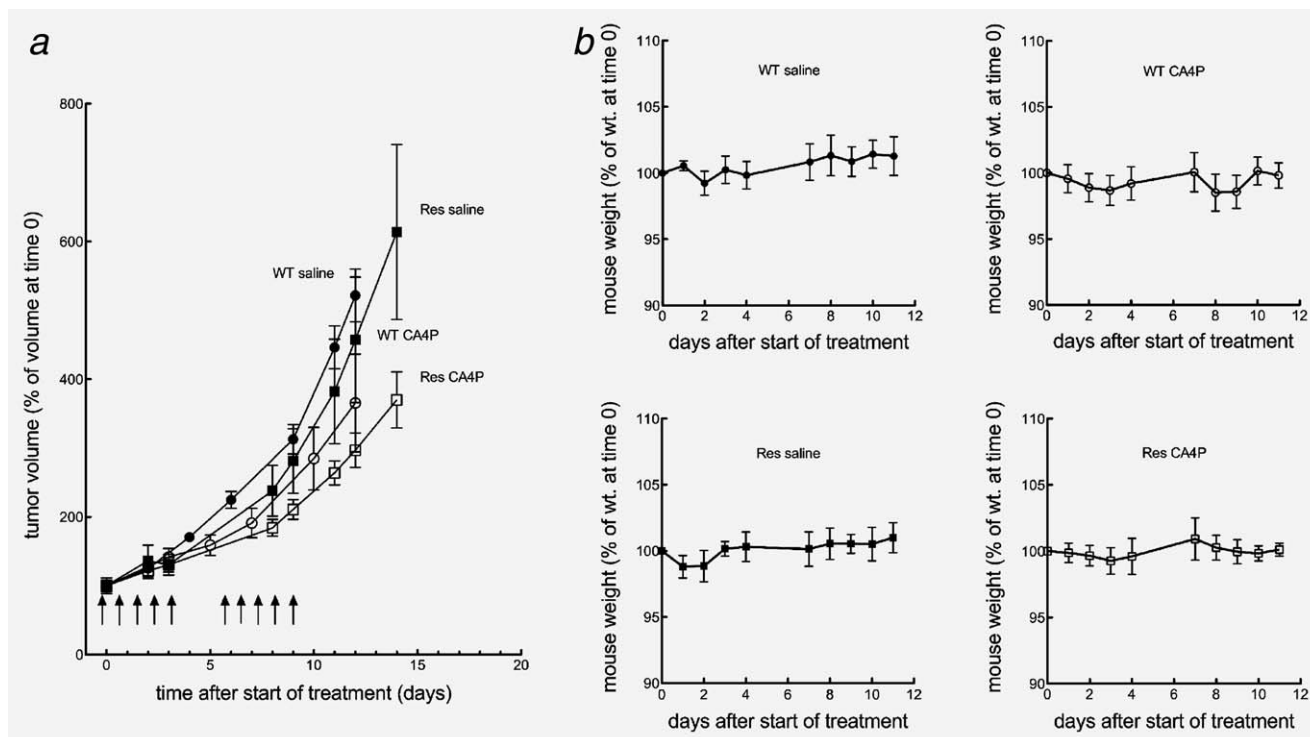 a
tumor volume (% of volume at time 0)
800
600
400
200
0
0
5
10
15
20
time after start of treatment (days)
Res saline
WT saline
WT CA4P
Res CA4P
b
mouse weight (% of wt. at time 0)
110
105
100
95
90
WT saline
0 2 4 6 8 10 12
days after start of treatment
mouse weight (% of wt. at time 0)
110
105
100
95
90
WT CA4P
0 2 4 6 8 10 12
days after start of treatment
mouse weight (% of wt. at time 0)
110
105
100
95
90
Res saline
0 2 4 6 8 10 12
days after start of treatment
mouse weight (% of wt. at time 0)
110
105
100
95
90
Res CA4P
0 2 4 6 8 10 12
days after start of treatment